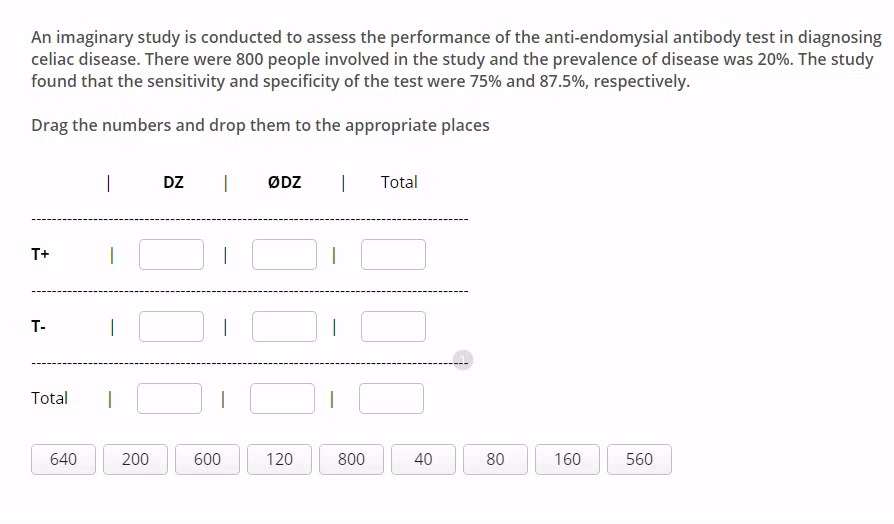 An imaginary study is conducted to assess the performance of the anti-endomysial antibody test in diagnosing
celiac disease. There were 800 people involved in the study and the prevalence of disease was 20%. The study
found that the sensitivity and specificity of the test were 75% and 87.5%, respectively.
Drag the numbers and drop them to the appropriate places
| DZ | ØDZ | Total
--------------------------------------------------------------------------------------
T+ | | |
--------------------------------------------------------------------------------------
T- | | |
--------------------------------------------------------------------------------------
Total | | |
640 200 600 120 800 40 80 160 560